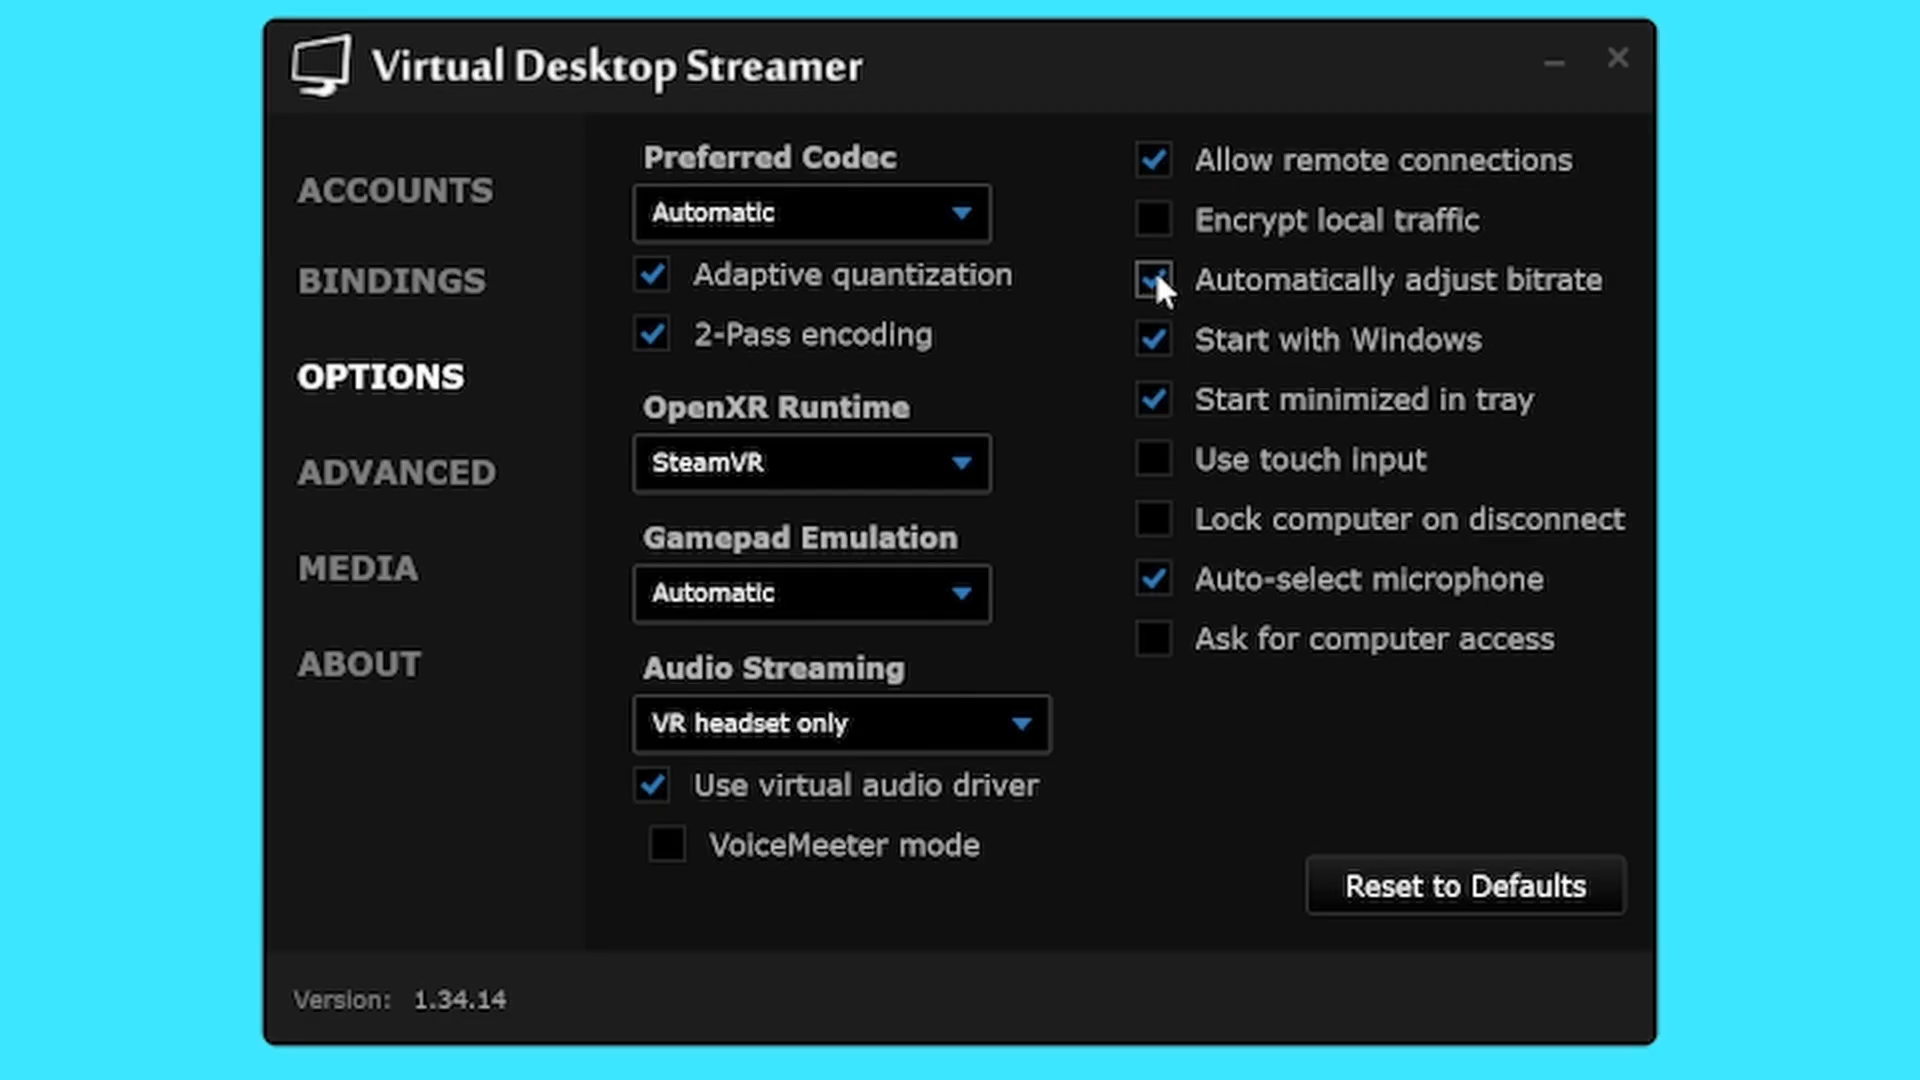 Virtual Desktop Streamer
ACCOUNTS
BINDINGS
OPTIONS
ADVANCED
MEDIA
ABOUT
Preferred Codec
Automatic
Adaptive quantization
2-Pass encoding
OpenXR Runtime
SteamVR
Gamepad Emulation
Automatic
Audio Streaming
VR headset only
Use virtual audio driver
VoiceMeeter mode
Allow remote connections
Encrypt local traffic
Automatically adjust bitrate
Start with Windows
Start minimized in tray
Use touch input
Lock computer on disconnect
Auto-select microphone
Ask for computer access
Reset to Defaults
Version: 1.34.14